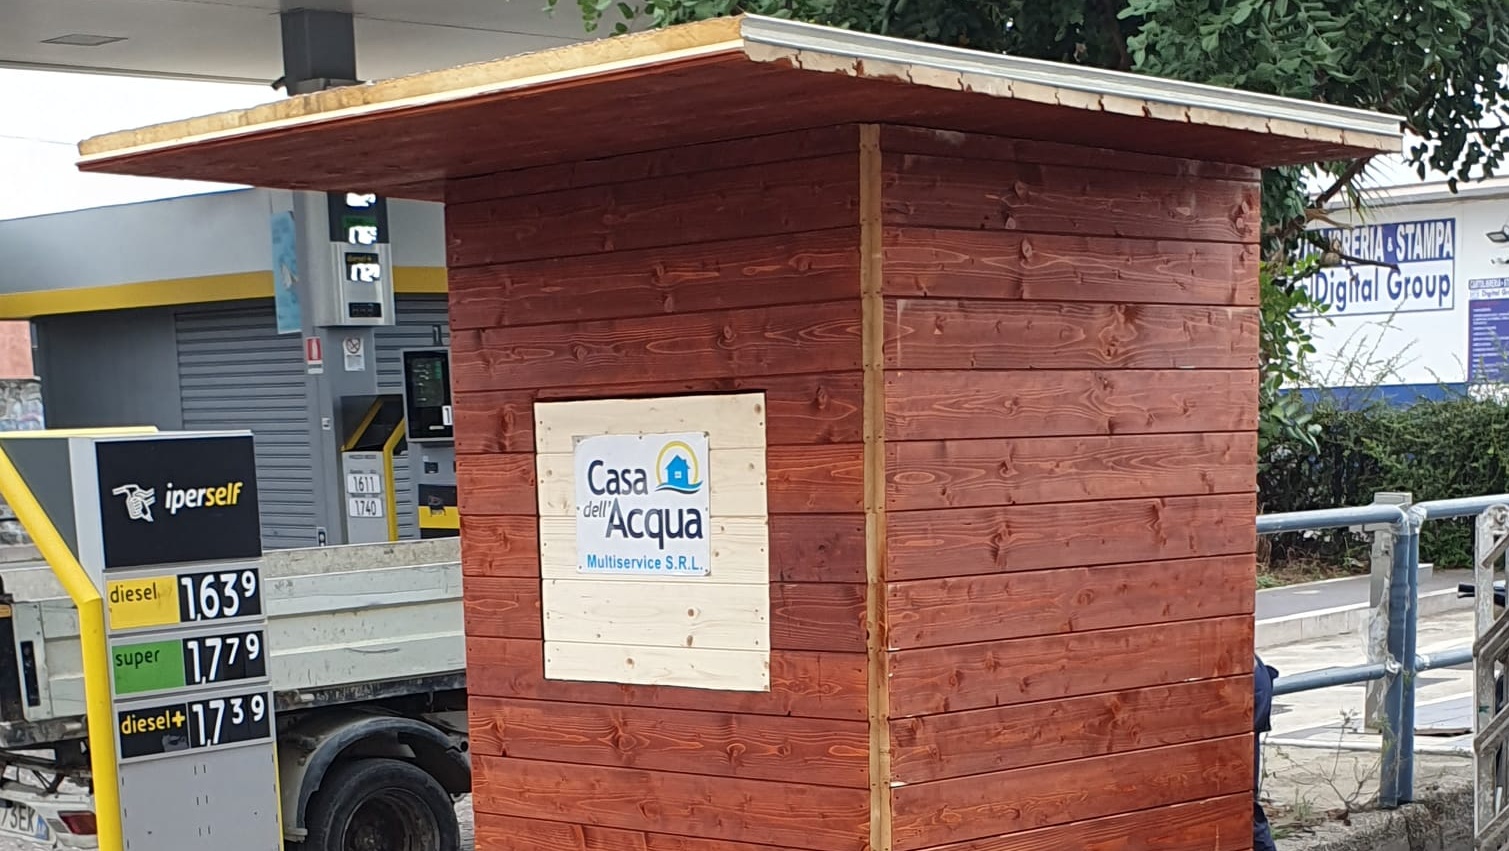 iperself
diesel 1,639
super 1,779
diesel+ 1,739
Casa
dell'Acqua
Multiservice S.R.L.
& STAMPA
Digital Group
1611
1740